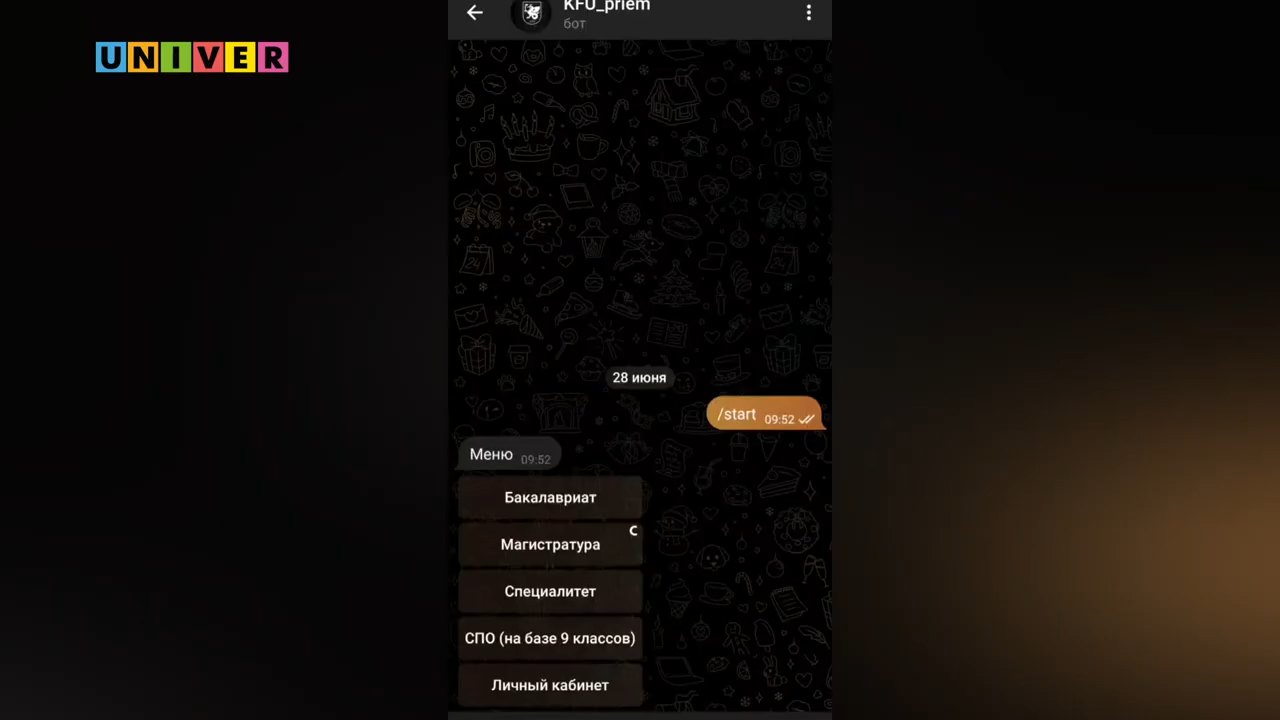 UNIVER
KFU_priem
бот
28 июня
/start 09:52
Меню 09:52
Бакалавриат
Магистратура
Специалитет
СПО (на базе 9 классов)
Личный кабинет